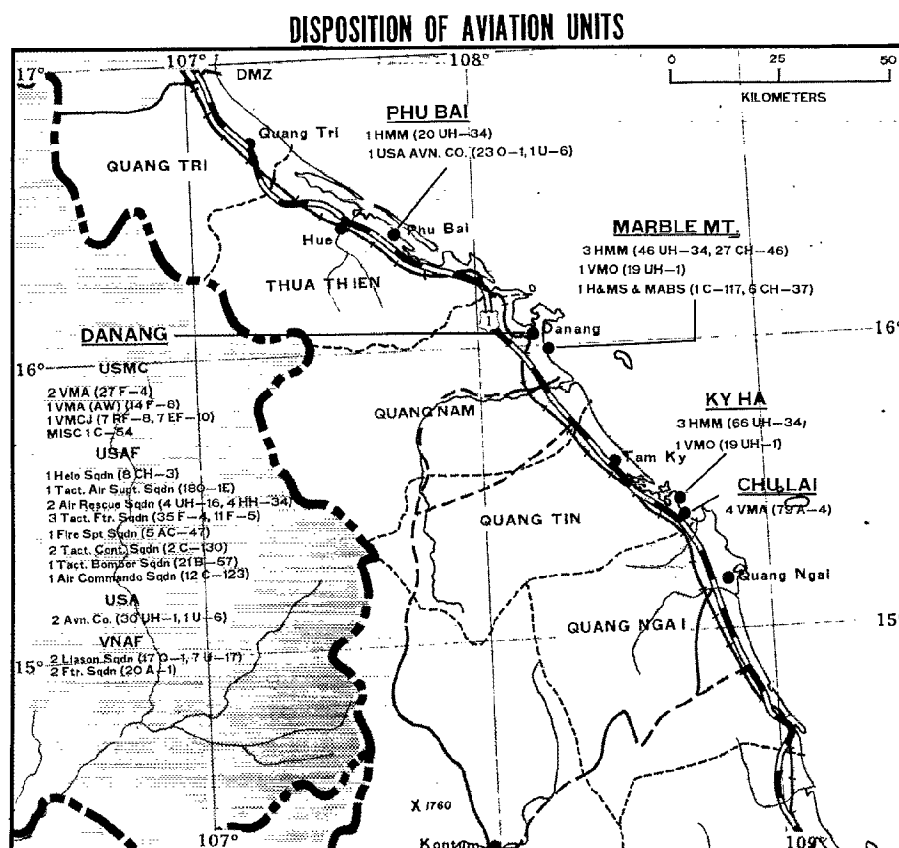 DISPOSITION OF AVIATION UNITS
17°
107°
DMZ
108°
0 25 50
KILOMETERS
PHU BAI
1 HMM (20 UH-34)
1 USA AVN. CO. (23 O-1, 1 U-6)
Quang Tri
QUANG TRI
Hue
Phu Bai
THUA THIEN
MARBLE MT.
3 HMM (46 UH-34, 27 CH-46)
1 VMO (19 UH-1)
1 H&MS & MABS (1 C-117, 6 CH-37)
1
Danang
16°
DANANG
16°
USMC
2 VMA (27 F-4)
1 VMA (AW) (14 F-8)
1 VMCJ (7 RF-8, 7 EF-10)
MISC 1 C-54
USAF
1 Helo Sqdn (8 CH-3)
1 Tact. Air Supt. Sqdn (18 O-1E)
2 Air Rescue Sqdn (4 UH-16, 4 HH-34)
3 Tact. Ftr. Sqdn (35 F-4, 11 F-5)
1 Fire Spt Sqdn (5 AC-47)
2 Tact. Cont. Sqdn (2 C-130)
1 Tact. Bomber Sqdn (21 B-57)
1 Air Commando Sqdn (12 C-123)
USA
2 Avn. Co. (30 UH-1, 1 U-6)
VNAF
2 Liason Sqdn (17 O-1, 7 U-17)
2 Ftr. Sqdn (20 A-1)
QUANG NAM
KY HA
3 HMM (66 UH-34,
1 VMO (19 UH-1)
Tam Ky
CHU LAI
4 VMA (79 A-4)
QUANG TIN
Quang Ngai
QUANG NGAI
15°
15°
X 1760
107°
Kontum
109°